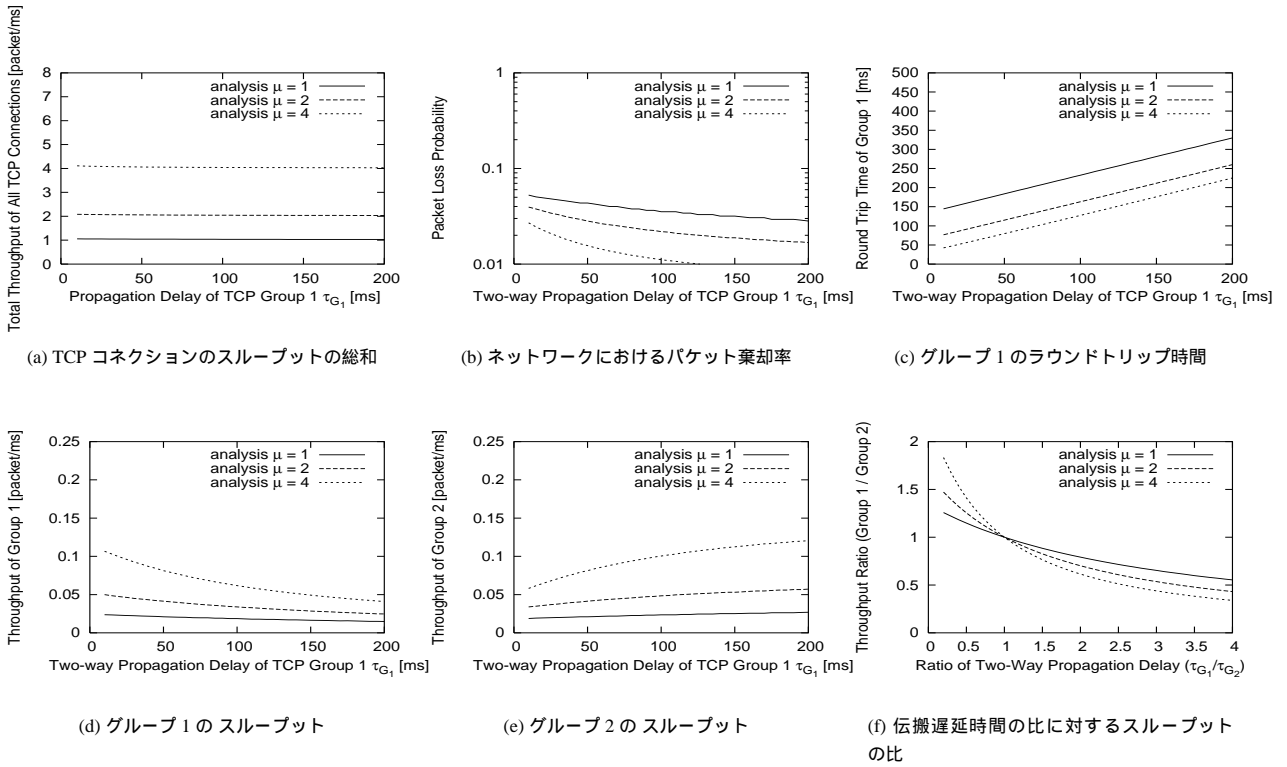 Total Throughput of All TCP Connections [packet/ms]
8
7
6
5
4
3
2
1
0
0 50 100 150 200
analysis μ = 1
analysis μ = 2
analysis μ = 4
Propagation Delay of TCP Group 1 τG1 [ms]
(a) TCP コネクションのスループットの総和
Packet Loss Probability
1
0.1
0.01
0 50 100 150 200
analysis μ = 1
analysis μ = 2
analysis μ = 4
Two-way Propagation Delay of TCP Group 1 τG1 [ms]
(b) ネットワークにおけるパケット棄却率
Round Trip Time of Group 1 [ms]
500
450
400
350
300
250
200
150
100
50
0
0 50 100 150 200
analysis μ = 1
analysis μ = 2
analysis μ = 4
Two-way Propagation Delay of TCP Group 1 τG1 [ms]
(c) グループ 1 のラウンドトリップ時間
Throughput of Group 1 [packet/ms]
0.25
0.2
0.15
0.1
0.05
0
0 50 100 150 200
analysis μ = 1
analysis μ = 2
analysis μ = 4
Two-way Propagation Delay of TCP Group 1 τG1 [ms]
(d) グループ 1 の スループット
Throughput of Group 2 [packet/ms]
0.25
0.2
0.15
0.1
0.05
0
0 50 100 150 200
analysis μ = 1
analysis μ = 2
analysis μ = 4
Two-way Propagation Delay of TCP Group 1 τG1 [ms]
(e) グループ 2 の スループット
Throughput Ratio (Group 1 / Group 2)
2
1.5
1
0.5
0
0 0.5 1 1.5 2 2.5 3 3.5 4
analysis μ = 1
analysis μ = 2
analysis μ = 4
Ratio of Two-Way Propagation Delay (τG1/τG2)
(f) 伝搬遅延時間の比に対するスループット
の比